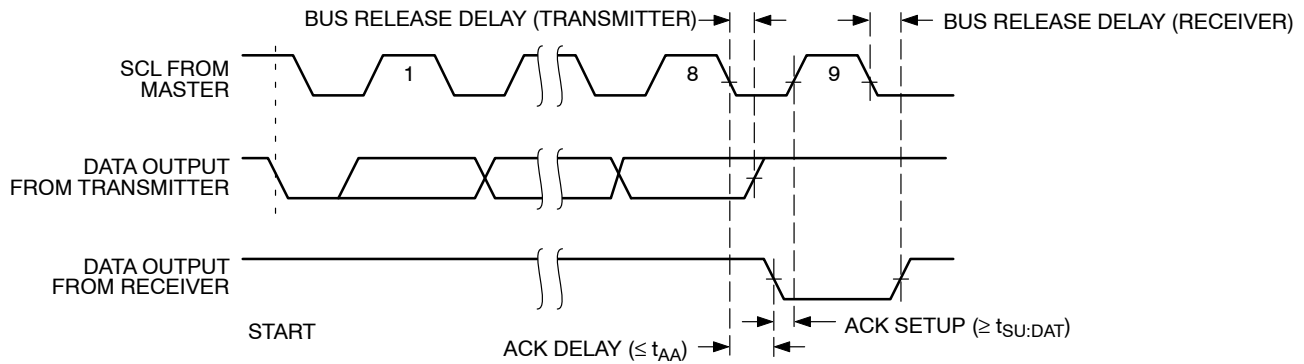 BUS RELEASE DELAY (TRANSMITTER)
BUS RELEASE DELAY (RECEIVER)
SCL FROM
MASTER
1
8
9
DATA OUTPUT
FROM TRANSMITTER
DATA OUTPUT
FROM RECEIVER
START
ACK SETUP (≥ tSU:DAT)
ACK DELAY (≤ tAA)